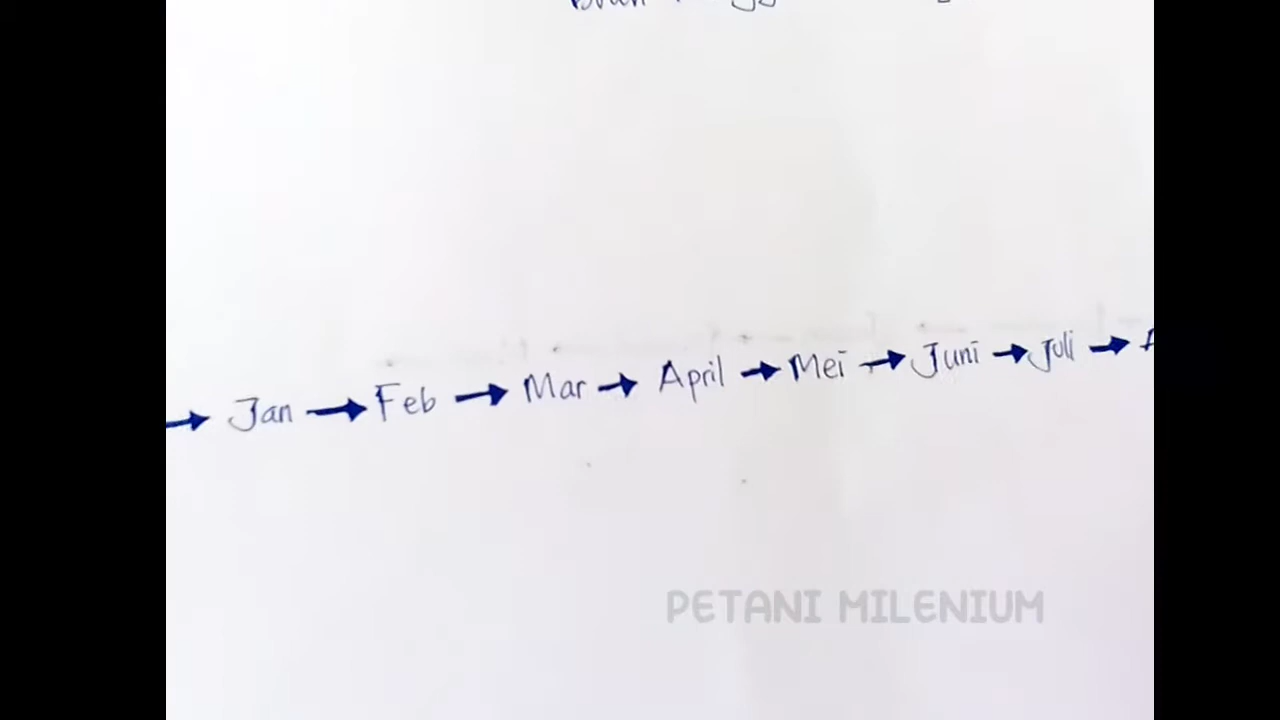 → Jan → Feb → Mar → April → Mei → Juni → Juli →
PETANI MILENIUM